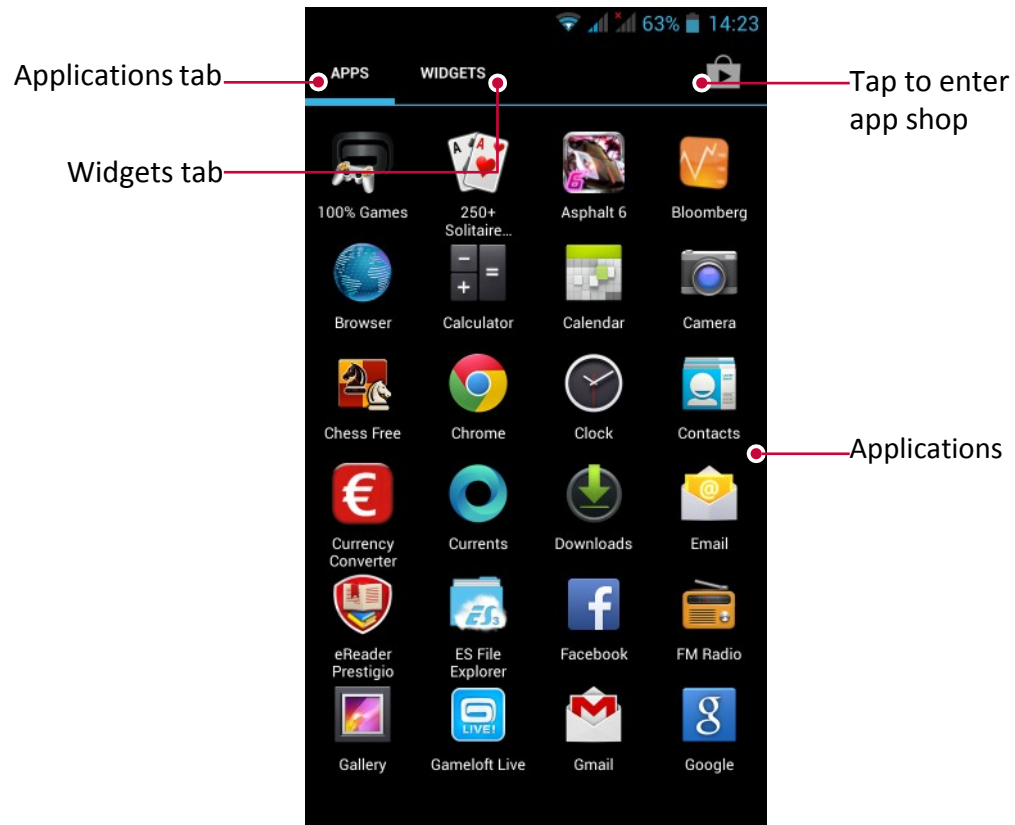 63% 14:23
Applications tab
APPS WIDGETS
Tap to enter
app shop
Widgets tab
6
100% Games 250+ Asphalt 6 Bloomberg
Solitaire...
Browser Calculator Calendar Camera
Chess Free Chrome Clock Contacts
Applications
Currency Currents Downloads Email
Converter
eReader ES File Facebook FM Radio
Prestigio Explorer
LIVE!
Gallery Gameloft Live Gmail Google